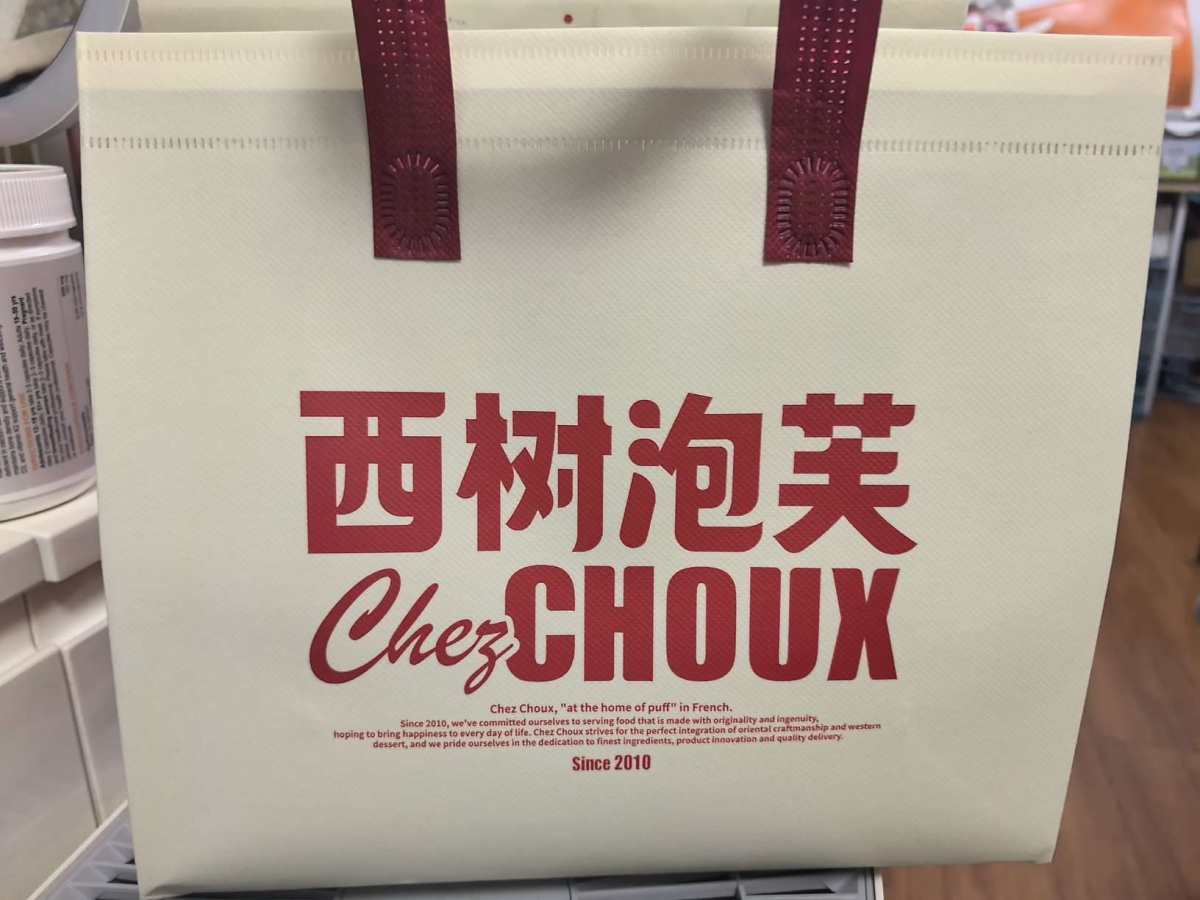 西树泡芙
Chez CHOUX
Chez Choux, "at the home of puff" in French.
Since 2010, we've committed ourselves to serving food that is made with originality and ingenuity,
hoping to bring happiness to every day of life. Chez Choux strives for the perfect integration of oriental craftmanship and western
dessert, and we pride ourselves in the dedication to finest ingredients, product innovation and quality delivery.
Since 2010